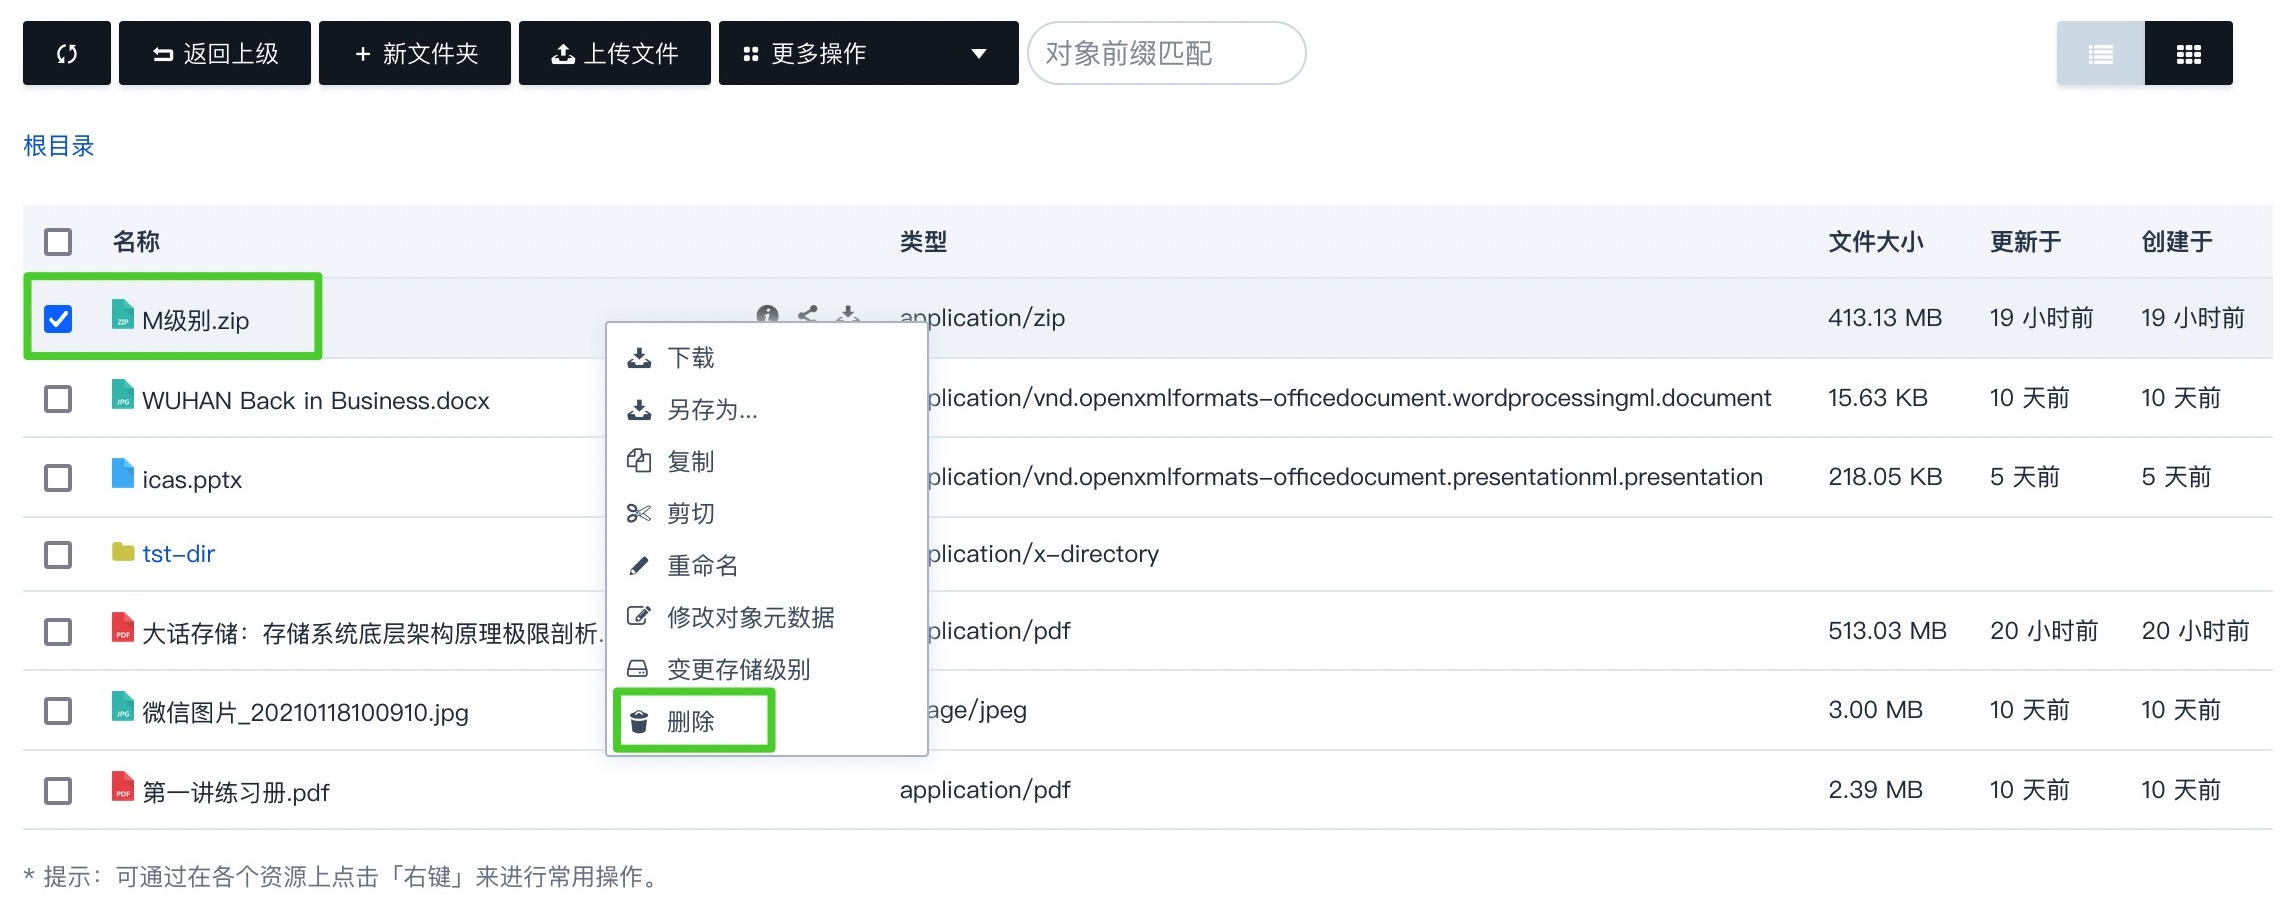 返回上级 新文件夹 上传文件 更多操作 对象前缀匹配
根目录
名称 类型 文件大小 更新于 创建于
M级别.zip application/zip 413.13 MB 19 小时前 19 小时前
WUHAN Back in Business.docx plication/vnd.openxmlformats-officedocument.wordprocessingml.document 15.63 KB 10 天前 10 天前
icas.pptx plication/vnd.openxmlformats-officedocument.presentationml.presentation 218.05 KB 5 天前 5 天前
tst-dir plication/x-directory
大话存储：存储系统底层架构原理极限剖析. plication/pdf 513.03 MB 20 小时前 20 小时前
微信图片_20210118100910.jpg age/jpeg 3.00 MB 10 天前 10 天前
第一讲练习册.pdf application/pdf 2.39 MB 10 天前 10 天前
下载
另存为...
复制
剪切
重命名
修改对象元数据
变更存储级别
删除
* 提示：可通过在各个资源上点击「右键」来进行常用操作。